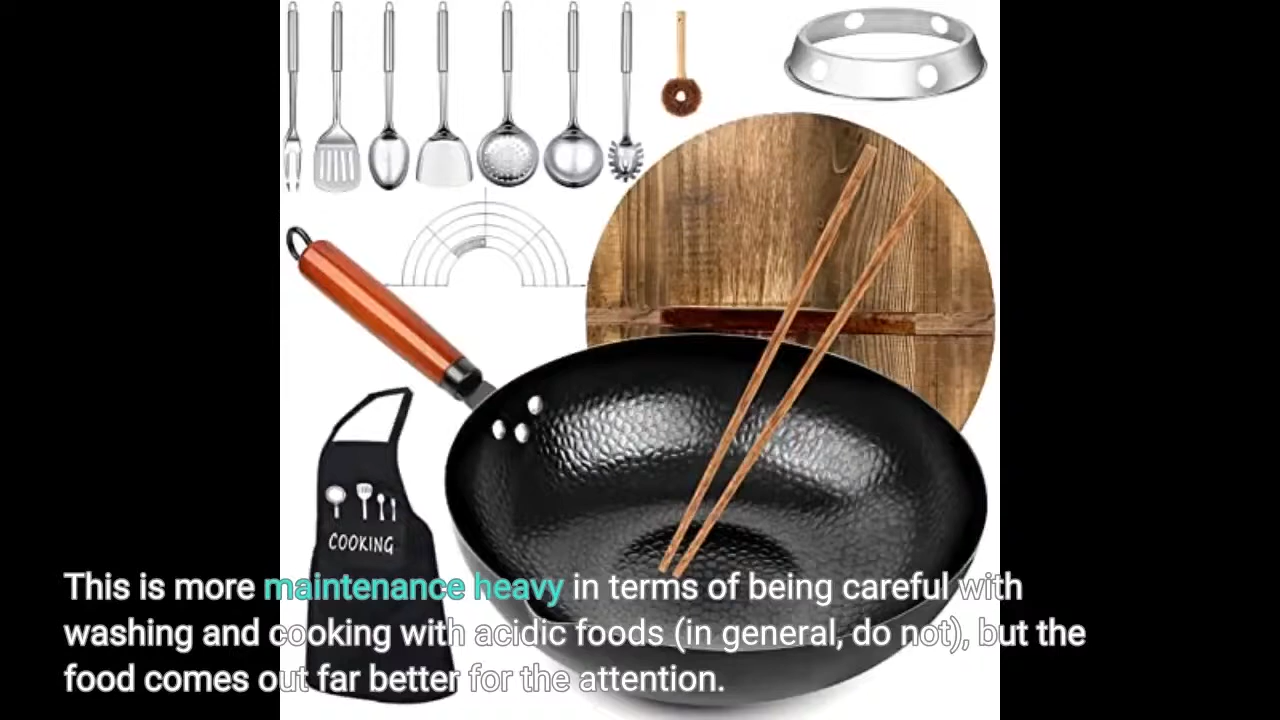 COOKING
This is more maintenance heavy in terms of being careful with
washing and cooking with acidic foods (in general, do not), but the
food comes out far better for the attention.